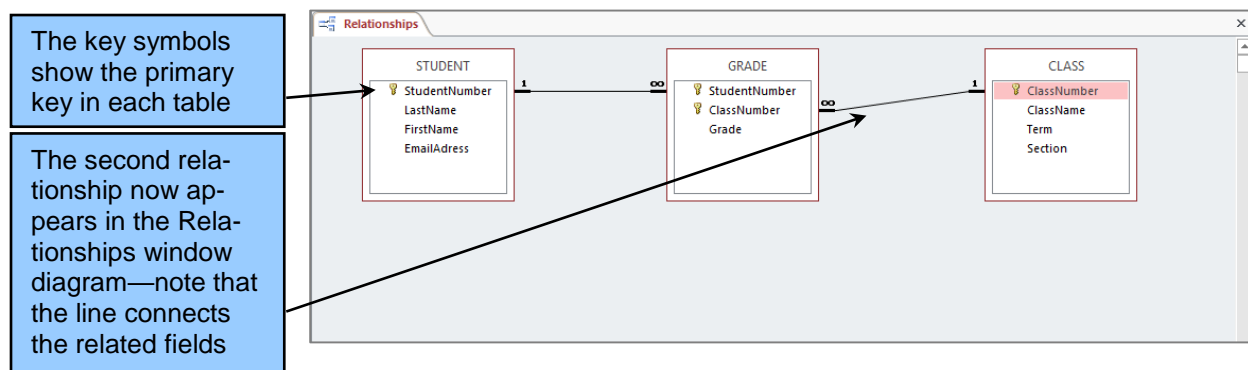 The key symbols
show the primary
key in each table
The second rela-
tionship now ap-
pears in the Rela-
tionships window
diagram—note that
the line connects
the related fields
Relationships
×
STUDENT
StudentNumber
LastName
FirstName
EmailAdress
1
∞
GRADE
StudentNumber
ClassNumber
Grade
∞
1
CLASS
ClassNumber
ClassName
Term
Section